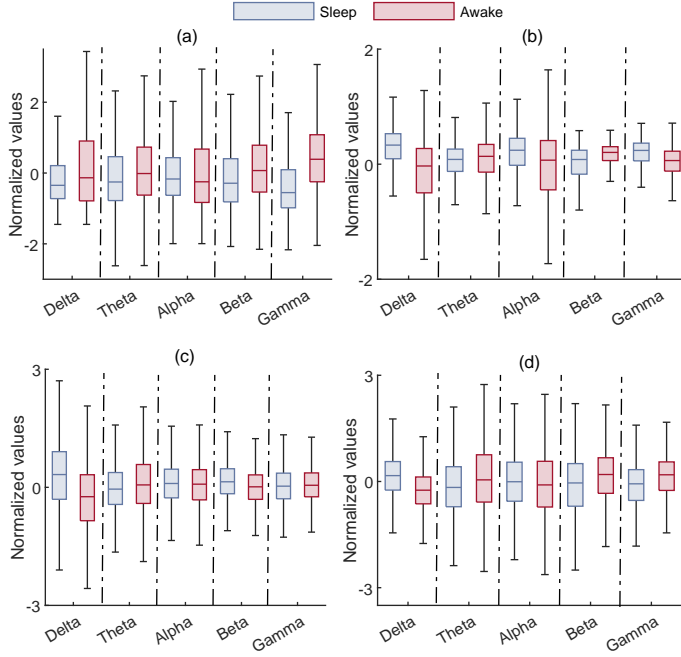 Sleep Awake
(a) (b)
Normalized values
2
0
-2
Delta Theta Alpha Beta Gamma
Normalized values
2
0
-2
Delta Theta Alpha Beta Gamma
(c) (d)
Normalized values
3
0
-3
Delta Theta Alpha Beta Gamma
Normalized values
3
0
-3
Delta Theta Alpha Beta Gamma